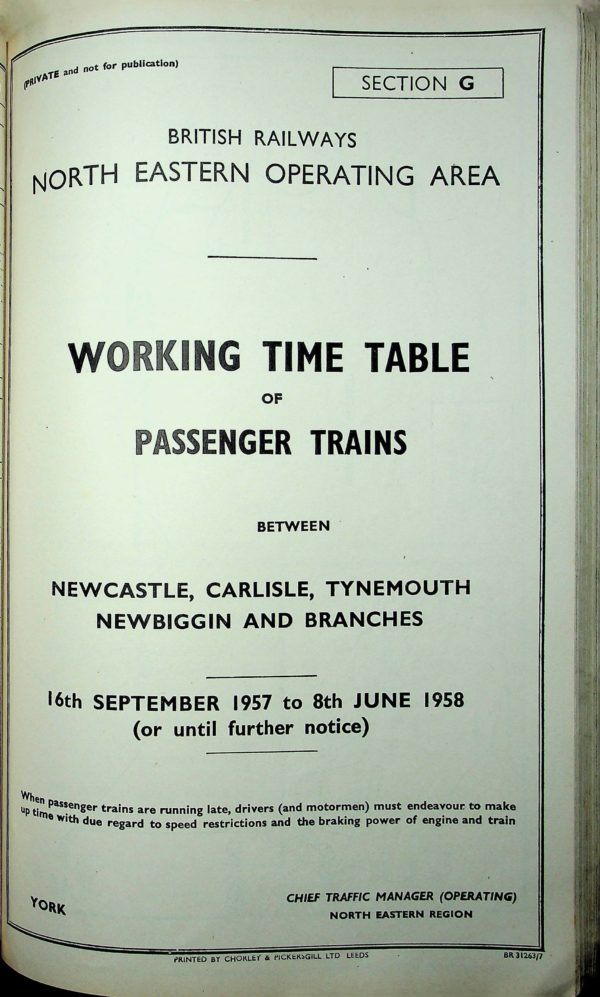 (PRIVATE and not for publication)
SECTION G
BRITISH RAILWAYS
NORTH EASTERN OPERATING AREA
WORKING TIME TABLE
OF
PASSENGER TRAINS
BETWEEN
NEWCASTLE, CARLISLE, TYNEMOUTH
NEWBIGGIN AND BRANCHES
16th SEPTEMBER 1957 to 8th JUNE 1958
(or until further notice)
When passenger trains are running late, drivers (and motormen) must endeavour to make
up time with due regard to speed restrictions and the braking power of engine and train
YORK
CHIEF TRAFFIC MANAGER (OPERATING)
NORTH EASTERN REGION
PRINTED BY CHORLEY & PICKERSGILL LTD LEEDS
BR 31263/7